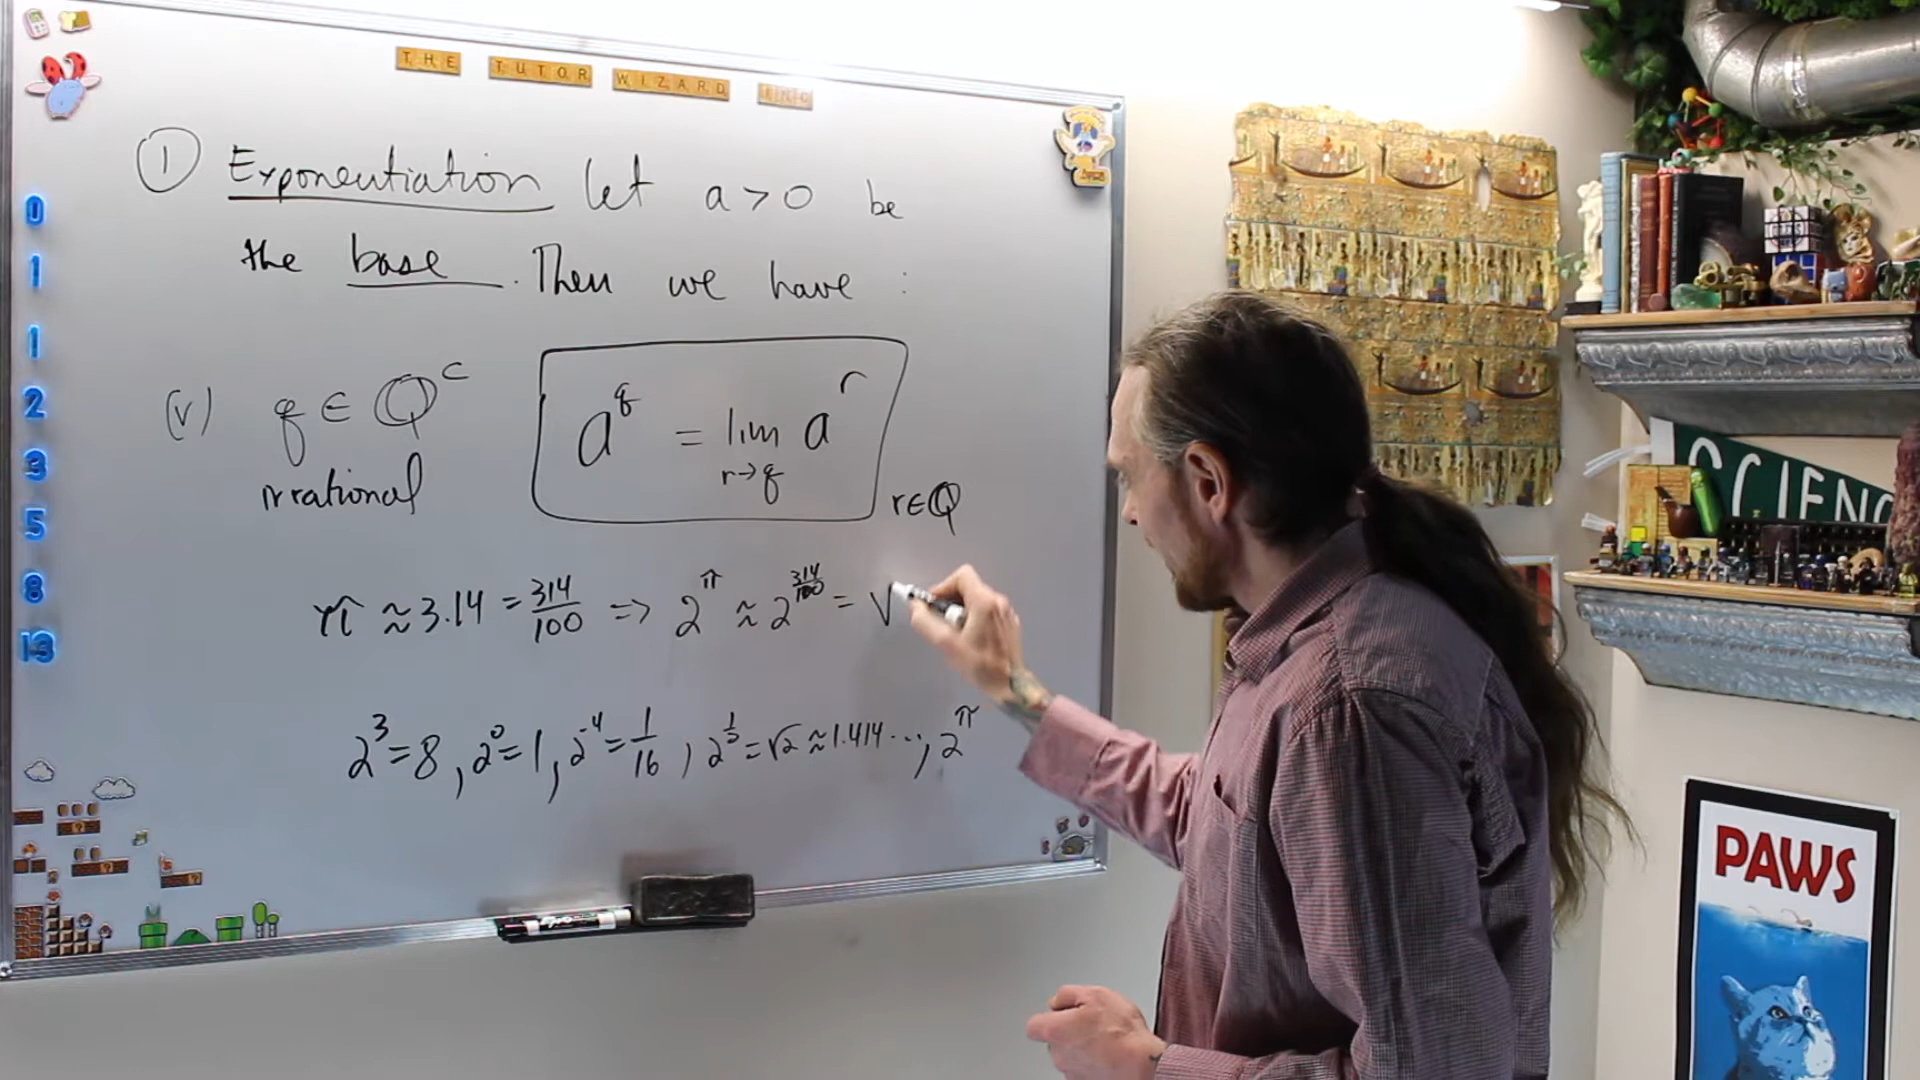 THE TUTOR WIZARD INC
① Exponentiation let a > 0 be
the base. Then we have:
(v) q ∈ ℚᶜ
irrational
a^q = lim r→q a^r
r∈ℚ
π ≈ 3.14 = 314/100 => 2^π ≈ 2^(314/100) = √
2^3 = 8, 2^0 = 1, 2^-4 = 1/16, 2^(1/2) = √2 ≈ 1.414..., 2^π
0
1
1
2
3
5
8
13
SCIENC
PAWS